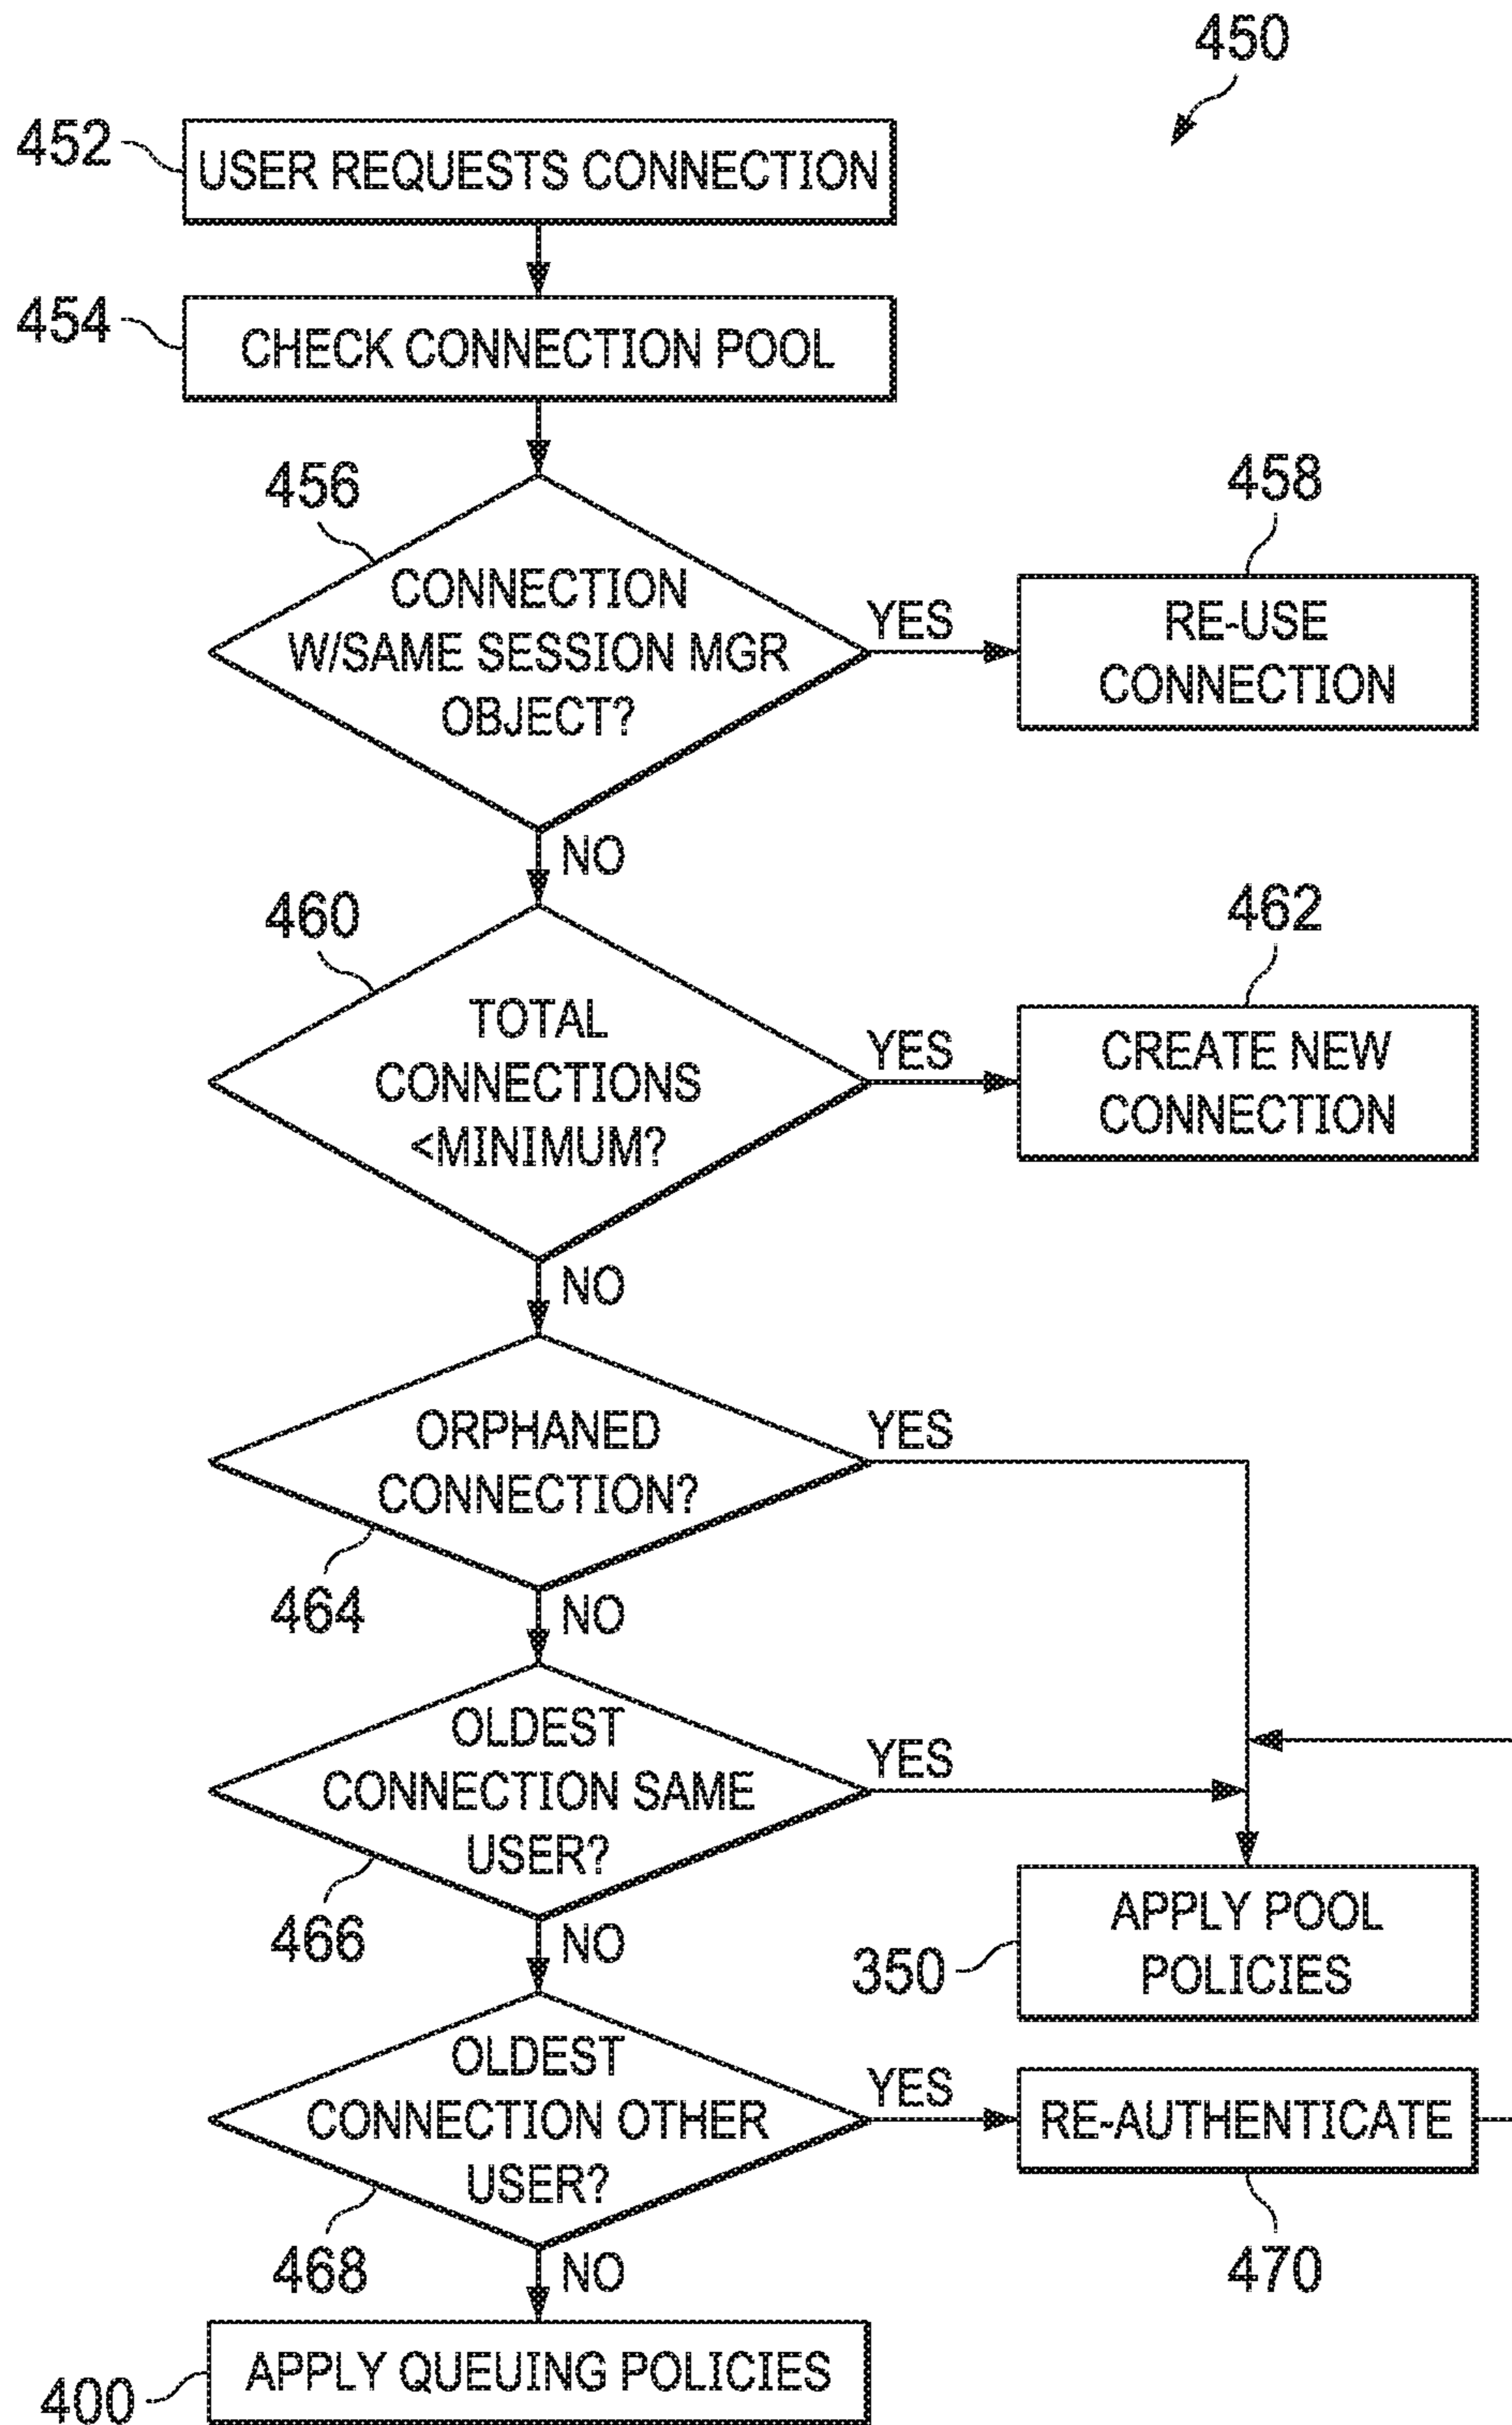 450
452
USER REQUESTS CONNECTION
454
CHECK CONNECTION POOL
456
CONNECTION
W/SAME SESSION MGR
OBJECT?
YES
458
RE-USE
CONNECTION
NO
460
TOTAL
CONNECTIONS
<MINIMUM?
YES
462
CREATE NEW
CONNECTION
NO
ORPHANED
CONNECTION?
YES
464
NO
OLDEST
CONNECTION SAME
USER?
YES
466
NO
350
APPLY POOL
POLICIES
OLDEST
CONNECTION OTHER
USER?
YES
RE-AUTHENTICATE
468
470
NO
400
APPLY QUEUING POLICIES